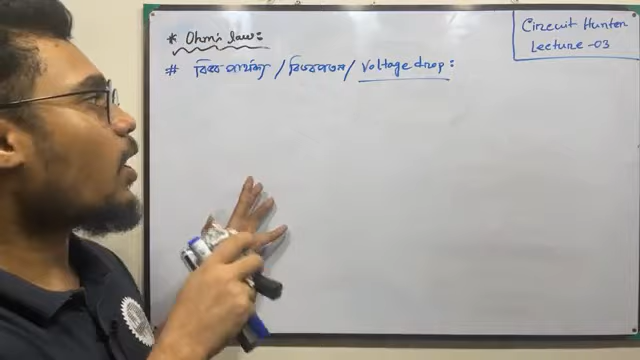 * Ohm's law:
# বিভব পার্থক্য / বিভবপতন / Voltage drop:
Circuit Hunter
Lecture -03